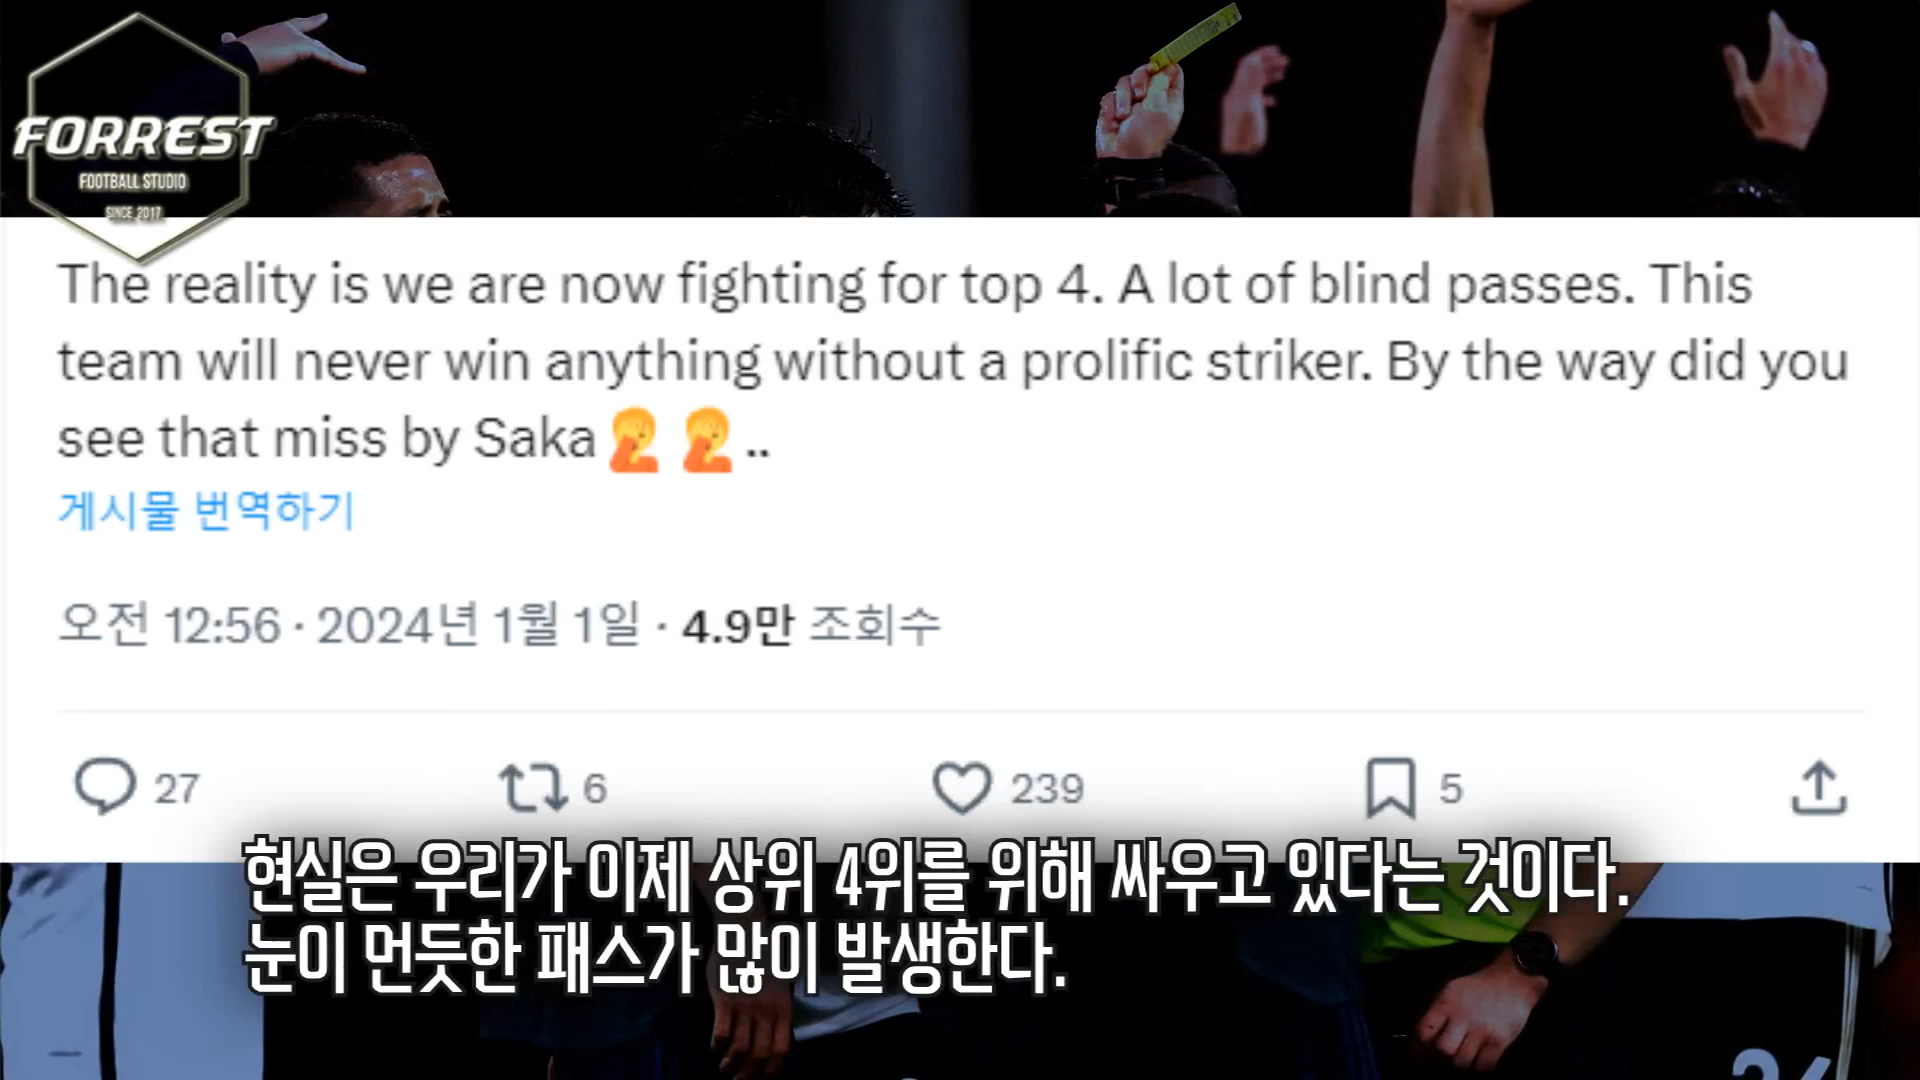 FORREST
FOOTBALL STUDIO
SINCE 2017
The reality is we are now fighting for top 4. A lot of blind passes. This
team will never win anything without a prolific striker. By the way did you
see that miss by Saka🤦🤦..
게시물 번역하기
오전 12:56 · 2024년 1월 1일 · 4.9만 조회수
27 6 239 5
현실은 우리가 이제 상위 4위를 위해 싸우고 있다는 것이다.
눈이 먼듯한 패스가 많이 발생한다.